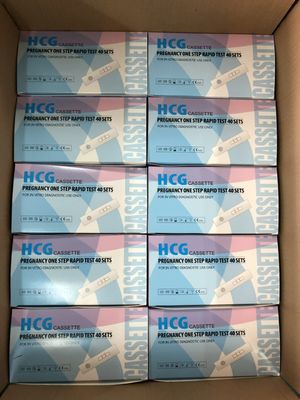 HCG CASSETTE
PREGNANCY ONE STEP RAPID TEST 40 SETS
FOR IN VITRO DIAGNOSTIC USE ONLY.
CASSETTE
HCG CASSETTE
PREGNANCY ONE STEP RAPID TEST 40 SETS
FOR IN VITRO DIAGNOSTIC USE ONLY.
CASSETTE
HCG CASSETTE
PREGNANCY ONE STEP RAPID TEST 40 SETS
FOR IN VITRO DIAGNOSTIC USE ONLY.
CASSETTE
HCG CASSETTE
PREGNANCY ONE STEP RAPID TEST 40 SETS
FOR IN VITRO DIAGNOSTIC USE ONLY.
CASSETTE
HCG CASSETTE
PREGNANCY ONE STEP RAPID TEST 40 SETS
FOR IN VITRO DIAGNOSTIC USE ONLY.
CASSETTE
HCG CASSETTE
PREGNANCY ONE STEP RAPID TEST 40 SETS
FOR IN VITRO DIAGNOSTIC USE ONLY.
CASSETTE
HCG CASSETTE
PREGNANCY ONE STEP RAPID TEST 40 SETS
FOR IN VITRO DIAGNOSTIC USE ONLY.
CASSETTE
HCG CASSETTE
PREGNANCY ONE STEP RAPID TEST 40 SETS
FOR IN VITRO DIAGNOSTIC USE ONLY.
CASSETTE
HCG CASSETTE
PREGNANCY ONE STEP RAPID TEST 40 SETS
FOR IN VITRO DIAGNOSTIC USE ONLY.
CASSETTE
HCG CASSETTE
PREGNANCY ONE STEP RAPID TEST 40 SETS
FOR IN VITRO DIAGNOSTIC USE ONLY.
CASSETTE